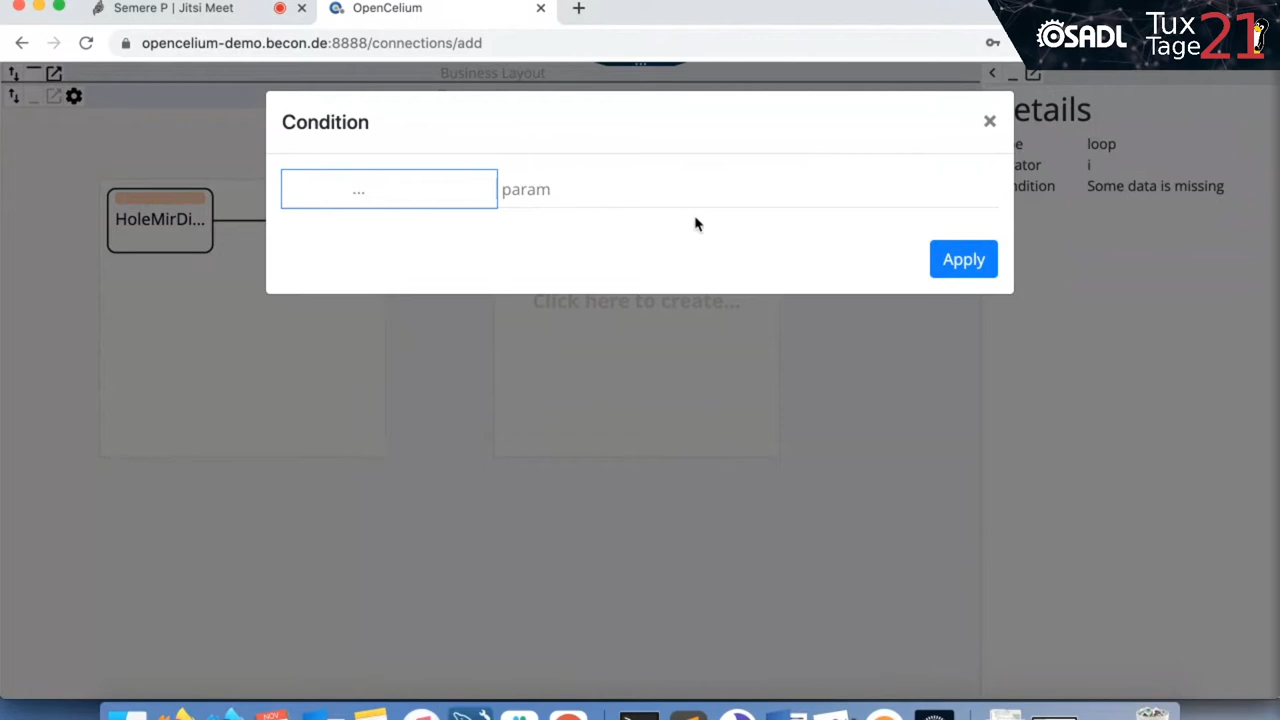 Semere P | Jitsi Meet
OpenCelium
opencelium-demo.becon.de:8888/connections/add
OSADL
Tux
Tage 21
Business Layout
Condition
... param
Apply
etails
loop
ator i
ndition Some data is missing
HoleMirDi...
Click here to create...
NOV